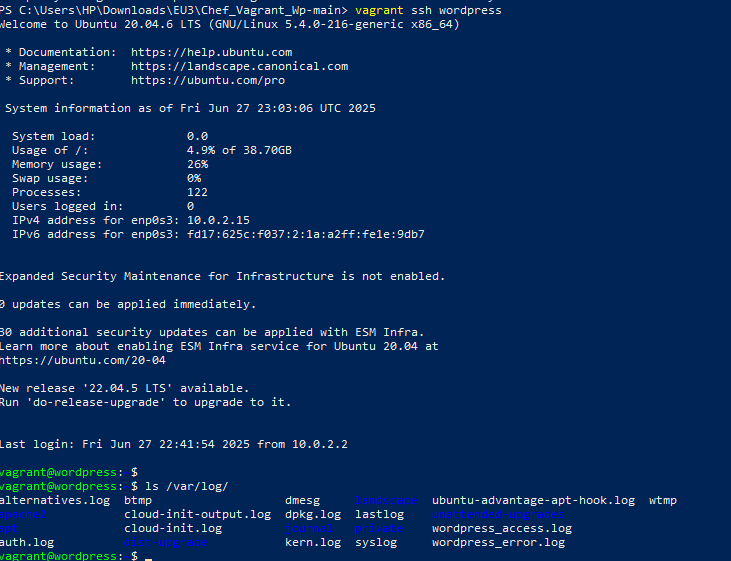 PS C:\Users\HP\Downloads\EU3\Chef_Vagrant_Wp-main> vagrant ssh wordpress
Welcome to Ubuntu 20.04.6 LTS (GNU/Linux 5.4.0-216-generic x86_64)
* Documentation: https://help.ubuntu.com
* Management: https://landscape.canonical.com
* Support: https://ubuntu.com/pro
System information as of Fri Jun 27 23:03:06 UTC 2025
System load: 0.0
Usage of /: 4.9% of 38.70GB
Memory usage: 26%
Swap usage: 0%
Processes: 122
Users logged in: 0
IPv4 address for enp0s3: 10.0.2.15
IPv6 address for enp0s3: fd17:625c:f037:2:1a:a2ff:fe1e:9db7
Expanded Security Maintenance for Infrastructure is not enabled.
0 updates can be applied immediately.
30 additional security updates can be applied with ESM Infra.
Learn more about enabling ESM Infra service for Ubuntu 20.04 at
https://ubuntu.com/20-04
New release '22.04.5 LTS' available.
Run 'do-release-upgrade' to upgrade to it.
Last login: Fri Jun 27 22:41:54 2025 from 10.0.2.2
vagrant@wordpress: $
vagrant@wordpress: $ ls /var/log/
alternatives.log btmp dmesg landscape ubuntu-advantage-apt-hook.log wtmp
apache2 cloud-init-output.log dpkg.log lastlog unattended-upgrades
apt cloud-init.log journal private wordpress_access.log
auth.log dist-upgrade kern.log syslog wordpress_error.log
vagrant@wordpress: $